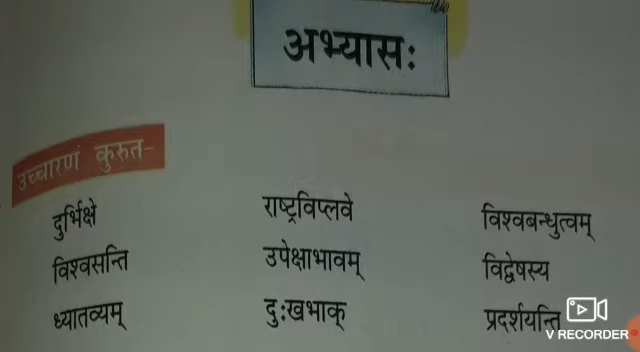 अभ्यासः
उच्चारणं कुरुत-
दुर्भिक्षे राष्ट्रविप्लवे विश्वबन्धुत्वम्
विश्वसन्ति उपेक्षाभावम् विद्वेषस्य
ध्यातव्यम् दुःखभाक् प्रदर्शयन्ति
V RECORDER